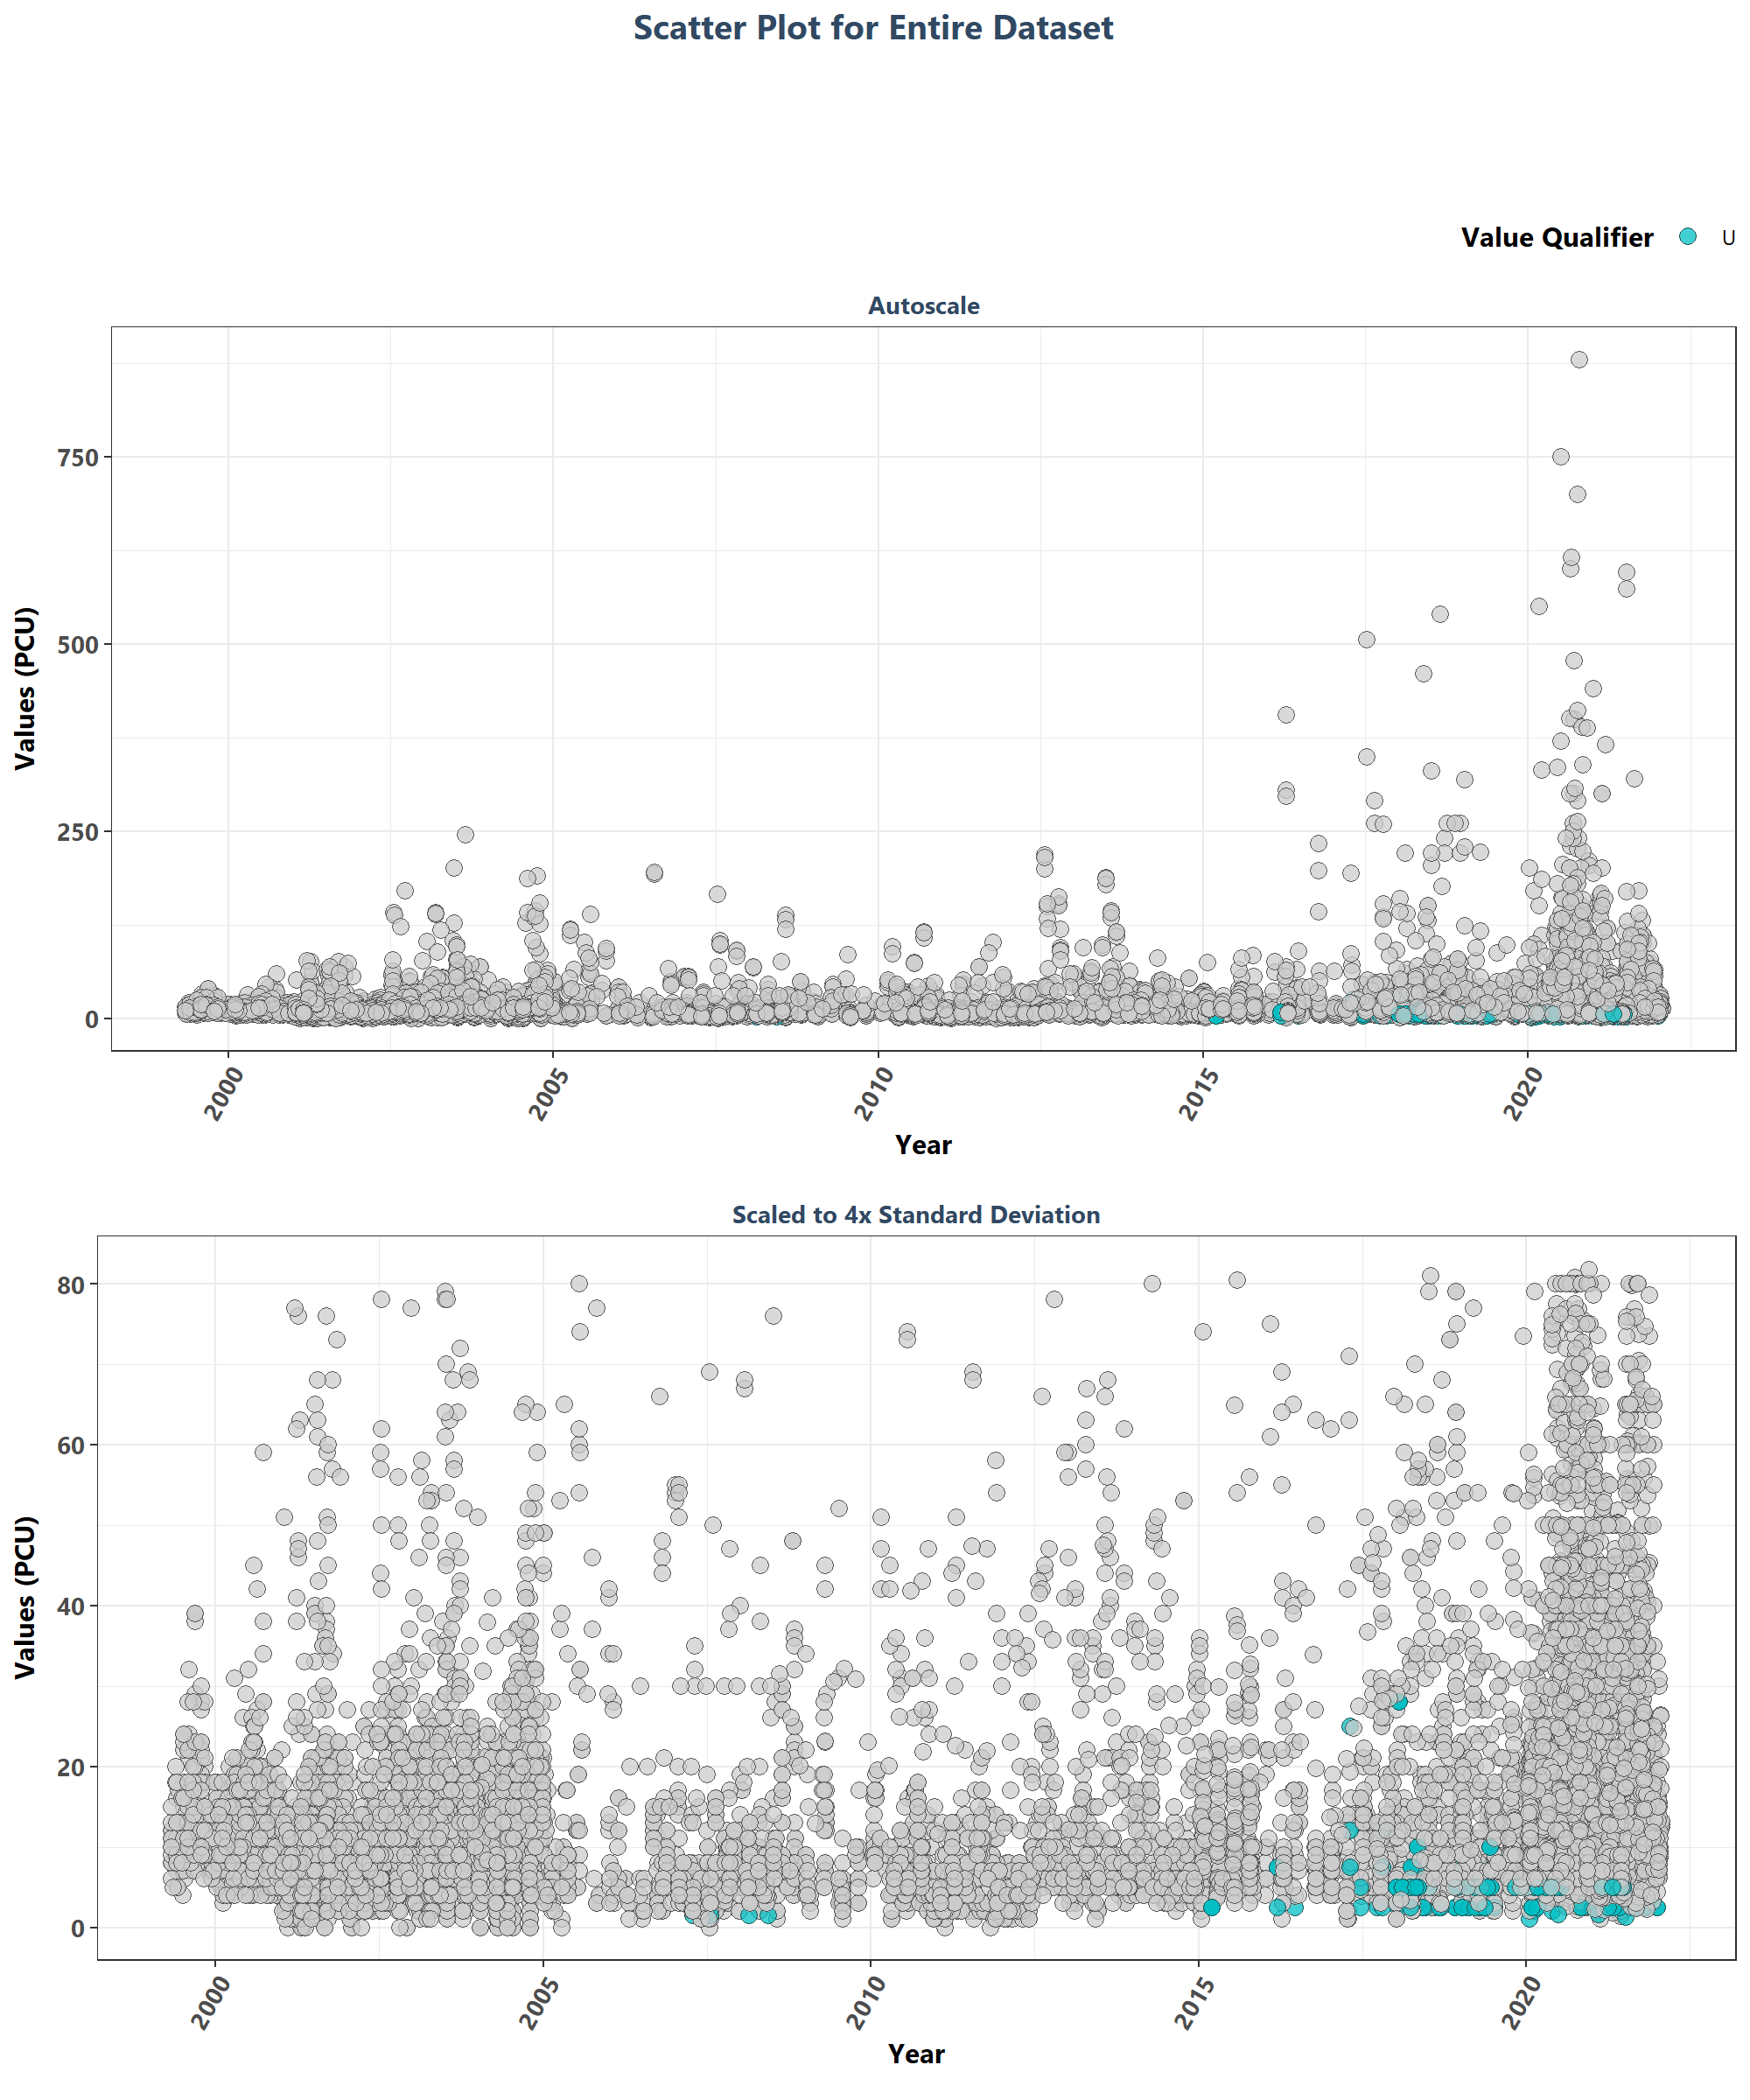 Scatter Plot for Entire Dataset
Value Qualifier U
Autoscale
Values (PCU)
750
500
250
0
2000 2005 2010 2015 2020
Year
Scaled to 4x Standard Deviation
Values (PCU)
80
60
40
20
0
2000 2005 2010 2015 2020
Year